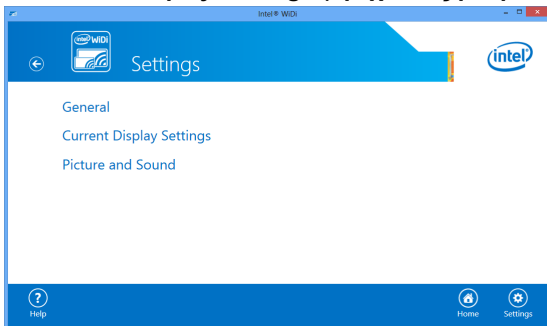 Intel® WiDi
intel WiDi
Settings
intel
General
Current Display Settings
Picture and Sound
?
Help
Home
Settings